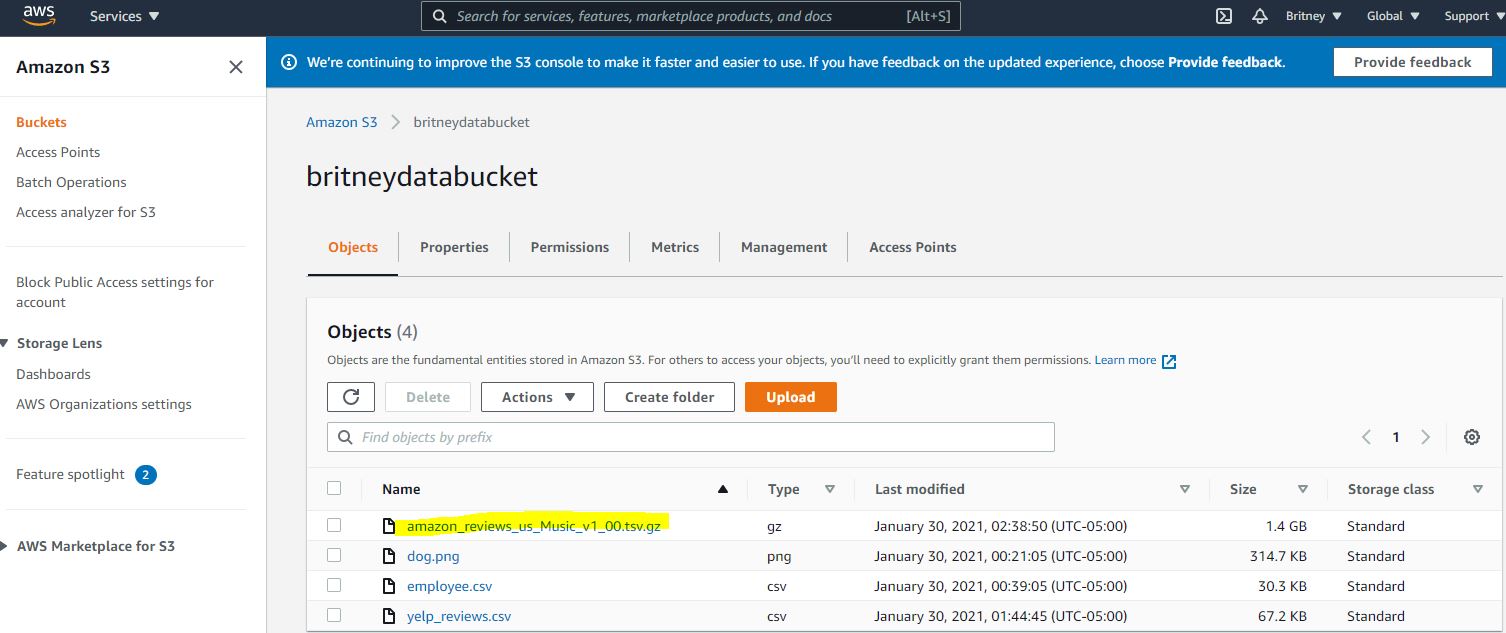 aws Services Search for services, features, marketplace products, and docs [Alt+S] Britney Global Support
Amazon S3
We're continuing to improve the S3 console to make it faster and easier to use. If you have feedback on the updated experience, choose Provide feedback. Provide feedback
Buckets
Access Points
Batch Operations
Access analyzer for S3
Block Public Access settings for
account
Storage Lens
Dashboards
AWS Organizations settings
Feature spotlight 2
AWS Marketplace for S3
Amazon S3 britneydatabucket
britneydatabucket
Objects Properties Permissions Metrics Management Access Points
Objects (4)
Objects are the fundamental entities stored in Amazon S3. For others to access your objects, you'll need to explicitly grant them permissions. Learn more
Delete Actions Create folder Upload
Find objects by prefix 1
Name Type Last modified Size Storage class
amazon_reviews_us_Music_v1_00.tsv.gz gz January 30, 2021, 02:38:50 (UTC-05:00) 1.4 GB Standard
dog.png png January 30, 2021, 00:21:05 (UTC-05:00) 314.7 KB Standard
employee.csv csv January 30, 2021, 00:39:05 (UTC-05:00) 30.3 KB Standard
yelp_reviews.csv csv January 30, 2021, 01:44:45 (UTC-05:00) 67.2 KB Standard